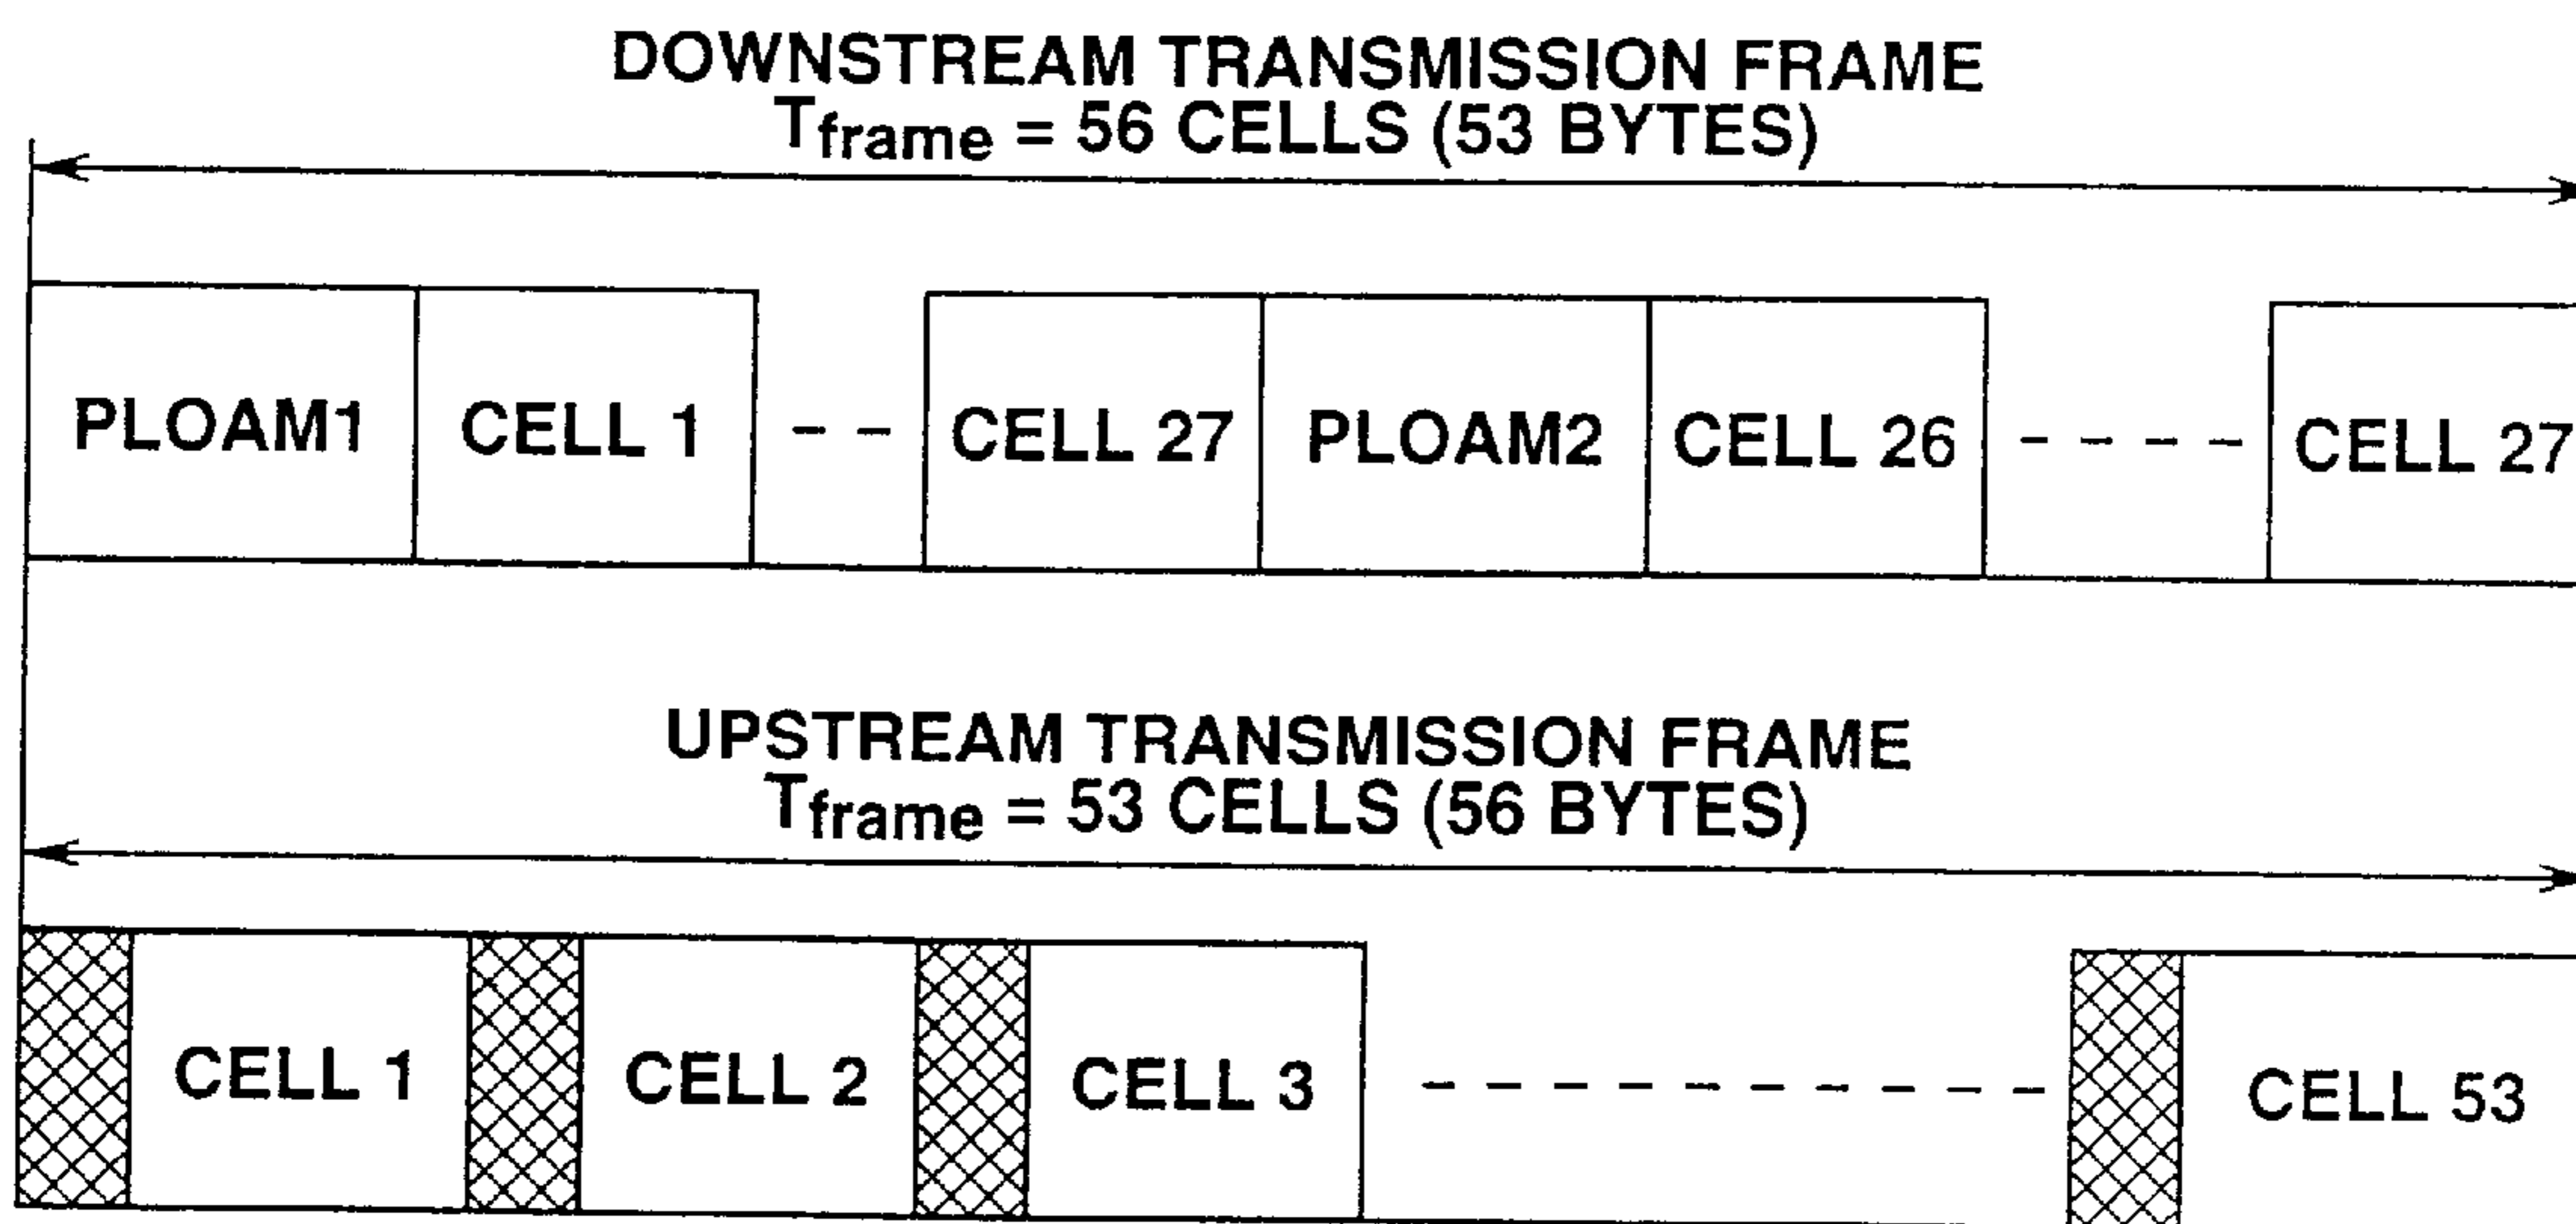 DOWNSTREAM TRANSMISSION FRAME
Tframe = 56 CELLS (53 BYTES)
PLOAM1 CELL 1 -- CELL 27 PLOAM2 CELL 26 ---- CELL 27
UPSTREAM TRANSMISSION FRAME
Tframe = 53 CELLS (56 BYTES)
CELL 1 CELL 2 CELL 3 ---------- CELL 53